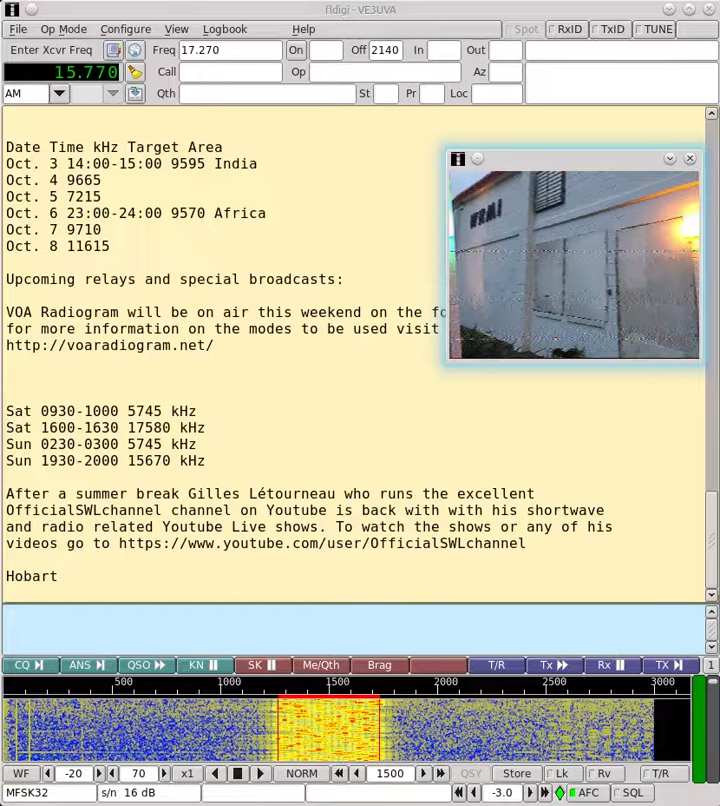 fldigi - VE3UVA
File Op Mode Configure View Logbook Help Spot RxID TxID TUNE
Enter Xcvr Freq Freq 17.270 On Off 2140 In Out
15.770 Call Op Az
AM Qth St Pr Loc
Date Time kHz Target Area
Oct. 3 14:00-15:00 9595 India
Oct. 4 9665
Oct. 5 7215
Oct. 6 23:00-24:00 9570 Africa
Oct. 7 9710
Oct. 8 11615
WRMI
Upcoming relays and special broadcasts:
VOA Radiogram will be on air this weekend on the fo
for more information on the modes to be used visit
http://voaradiogram.net/
Sat 0930-1000 5745 kHz
Sat 1600-1630 17580 kHz
Sun 0230-0300 5745 kHz
Sun 1930-2000 15670 kHz
After a summer break Gilles Létourneau who runs the excellent
OfficialSWLchannel channel on Youtube is back with with his shortwave
and radio related Youtube Live shows. To watch the shows or any of his
videos go to https://www.youtube.com/user/OfficialSWLchannel
Hobart
CQ ANS QSO KN SK Me/Qth Brag T/R Tx Rx TX 1
500 1000 1500 2000 2500 3000
WF -20 70 x1 NORM 1500 QSY Store Lk Rv T/R
MFSK32 s/n 16 dB -3.0 AFC SQL